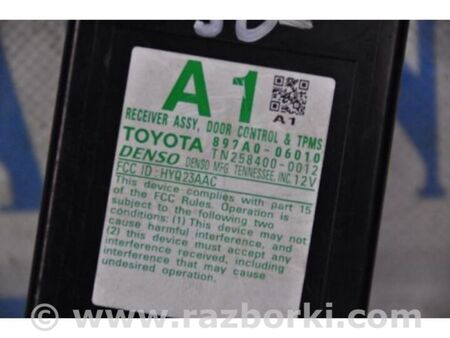 A1
A1
RECEIVER ASSY, DOOR CONTROL & TPMS
TOYOTA 897A0-06010
TN258400-0012
DENSO DENSO MFG. TENNESSEE, INC. 12V
FCC ID : HYQ23AAC
This device complies with part 15
of the FCC Rules. Operation is
subject to the following two
conditions: (1) This device may not
cause harmful interference, and
(2) this device must accept any
interference received, including
interference that may cause
undesired operation.
www.razborki.com